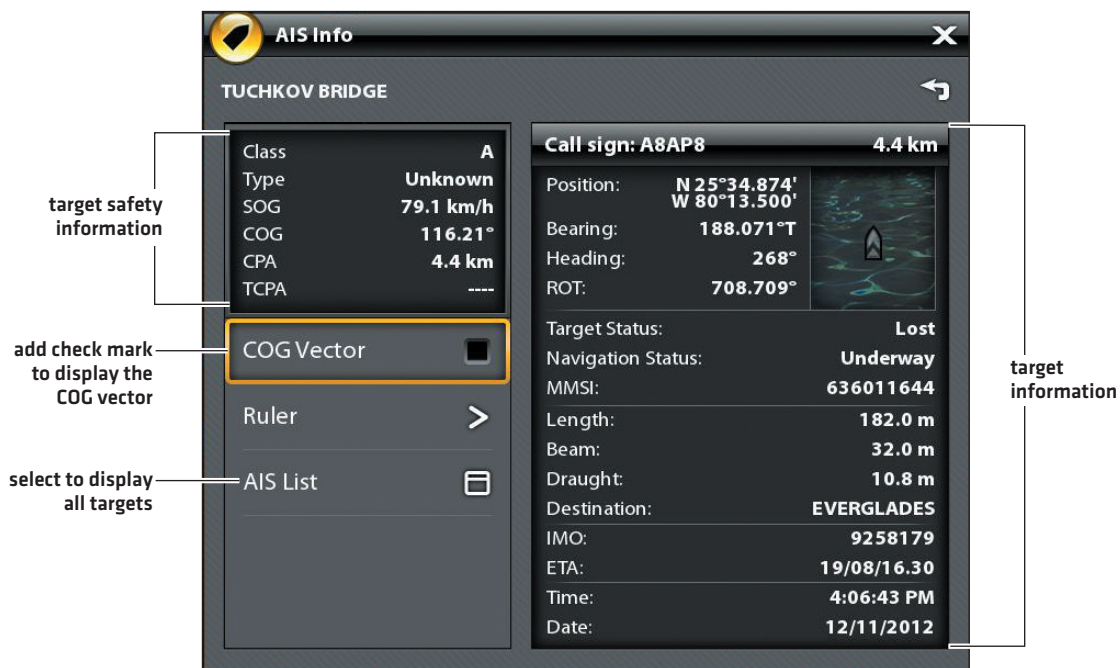 AIS Info
X
TUCHKOV BRIDGE
target safety
information
Class A
Type Unknown
SOG 79.1 km/h
COG 116.21°
CPA 4.4 km
TCPA ----
add check mark
to display the
COG vector
COG Vector
Ruler
select to display
all targets
AIS List
Call sign: A8AP8 4.4 km
Position: N 25°34.874'
W 80°13.500'
Bearing: 188.071°T
Heading: 268°
ROT: 708.709°
Target Status: Lost
Navigation Status: Underway
MMSI: 636011644
Length: 182.0 m
Beam: 32.0 m
Draught: 10.8 m
Destination: EVERGLADES
IMO: 9258179
ETA: 19/08/16.30
Time: 4:06:43 PM
Date: 12/11/2012
target
information